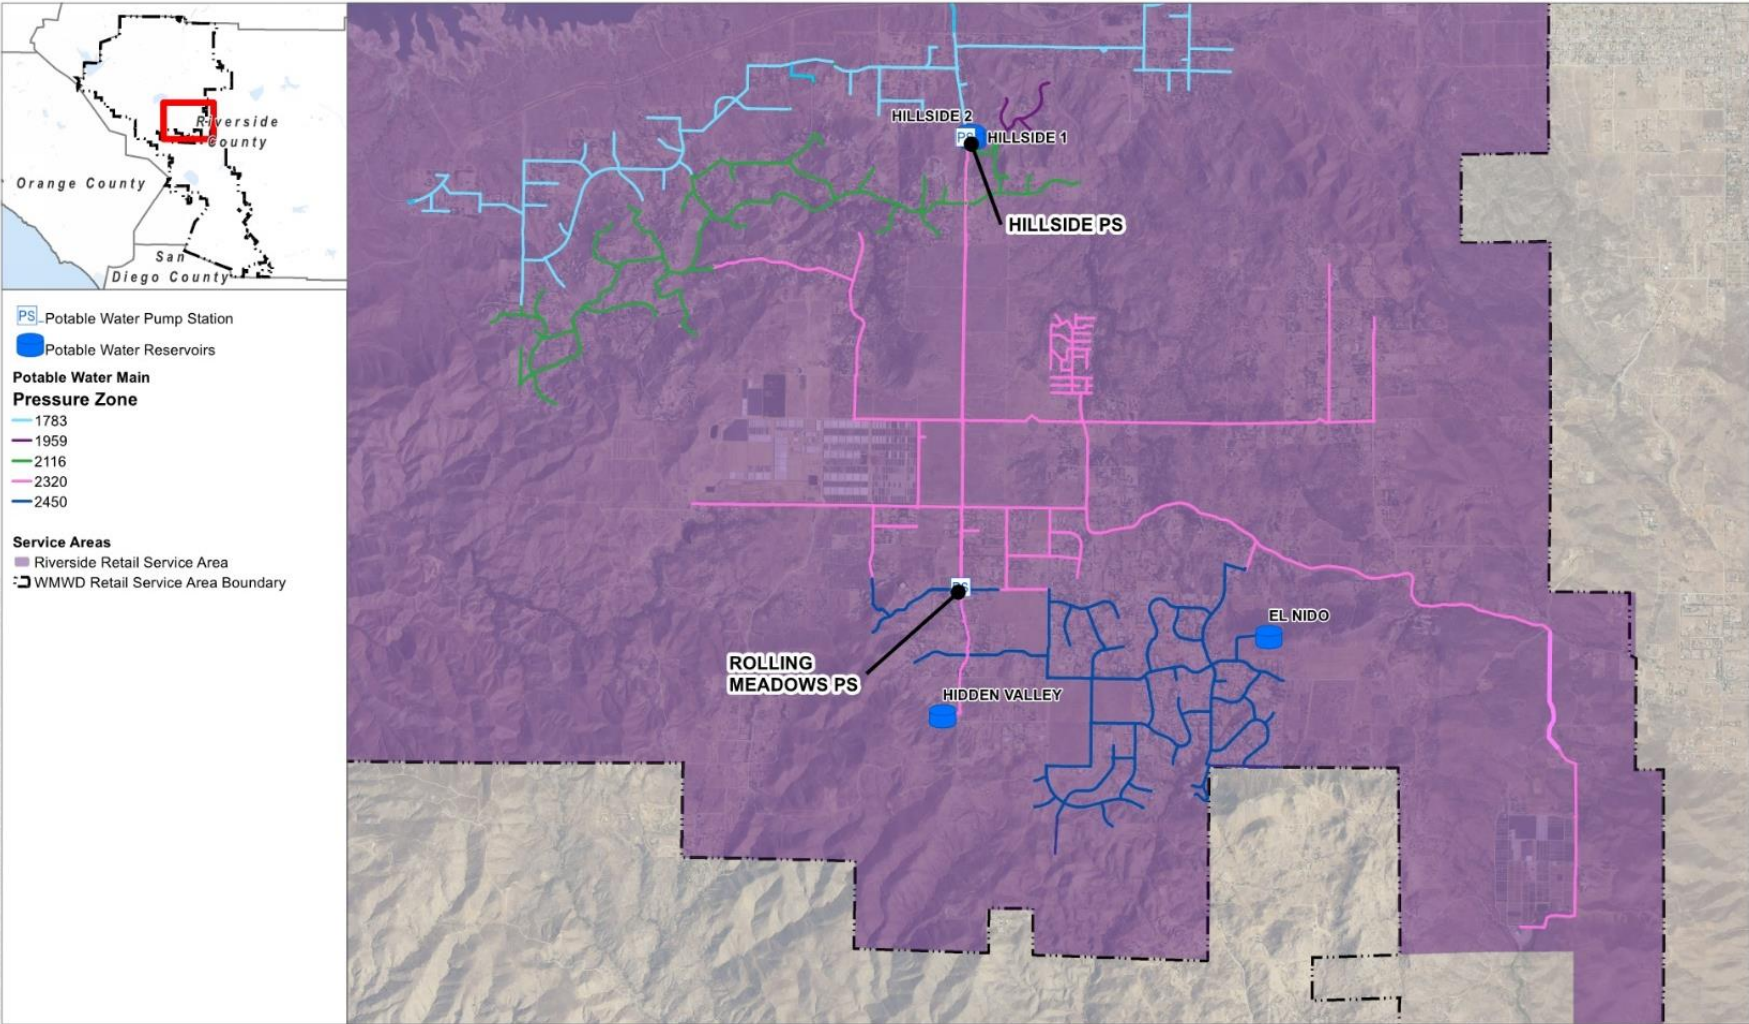 Riverside
County
Orange County
San
Diego County
PS
Potable Water Pump Station
Potable Water Reservoirs
Potable Water Main
Pressure Zone
1783
1959
2116
2320
2450
Service Areas
Riverside Retail Service Area
WMWD Retail Service Area Boundary
HILLSIDE 2
PS
HILLSIDE 1
HILLSIDE PS
PS
EL NIDO
ROLLING
MEADOWS PS
HIDDEN VALLEY